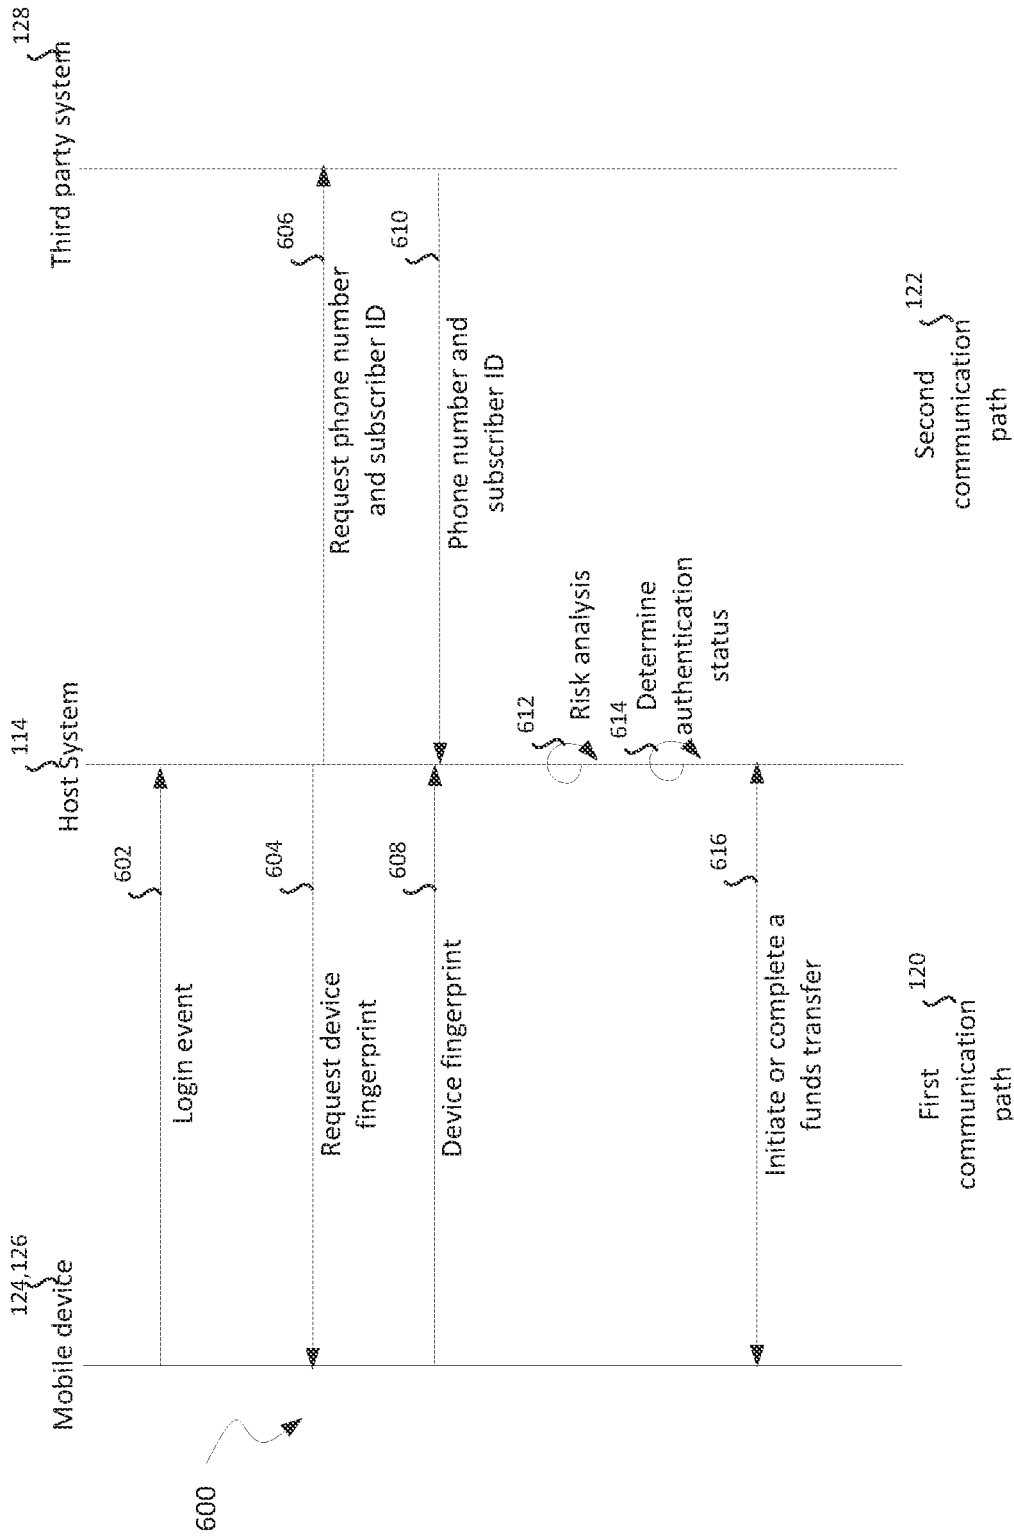 600
124,126
Mobile device
114
Host System
128
Third party system
602
Login event
604
Request device
fingerprint
606
Request phone number
and subscriber ID
608
Device fingerprint
610
Phone number and
subscriber ID
612
Risk analysis
614
Determine
authentication
status
616
Initiate or complete a
funds transfer
First
120
communication
path
Second
122
communication
path